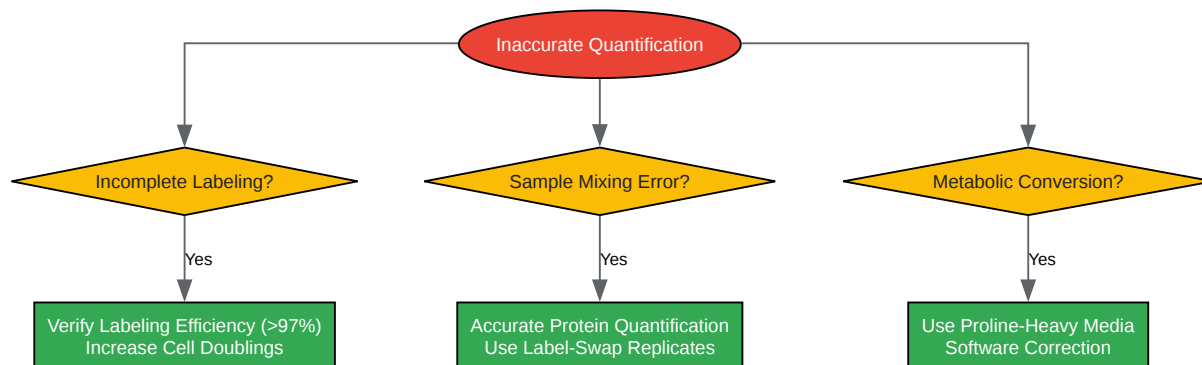 Inaccurate Quantification
Incomplete Labeling?
Sample Mixing Error?
Metabolic Conversion?
Yes
Yes
Yes
Verify Labeling Efficiency (>97%)
Increase Cell Doublings
Accurate Protein Quantification
Use Label-Swap Replicates
Use Proline-Heavy Media
Software Correction